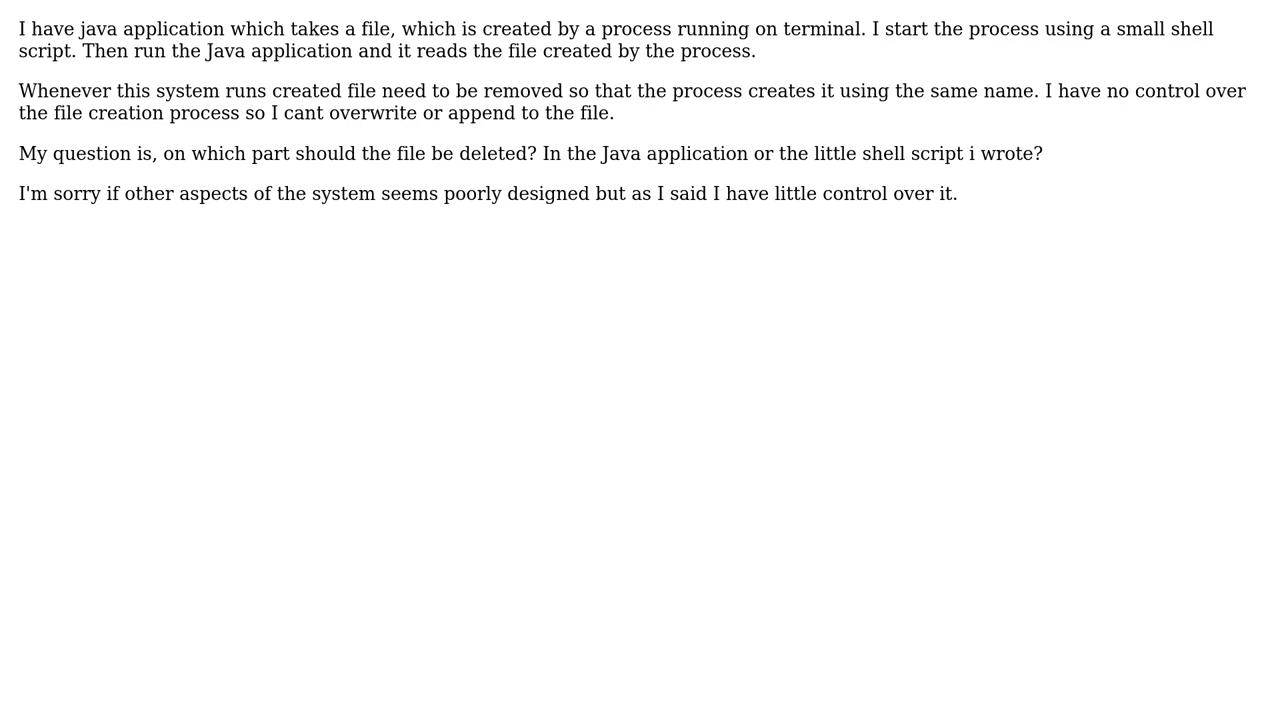 I have java application which takes a file, which is created by a process running on terminal. I start the process using a small shell
script. Then run the Java application and it reads the file created by the process.
Whenever this system runs created file need to be removed so that the process creates it using the same name. I have no control over
the file creation process so I cant overwrite or append to the file.
My question is, on which part should the file be deleted? In the Java application or the little shell script i wrote?
I'm sorry if other aspects of the system seems poorly designed but as I said I have little control over it.